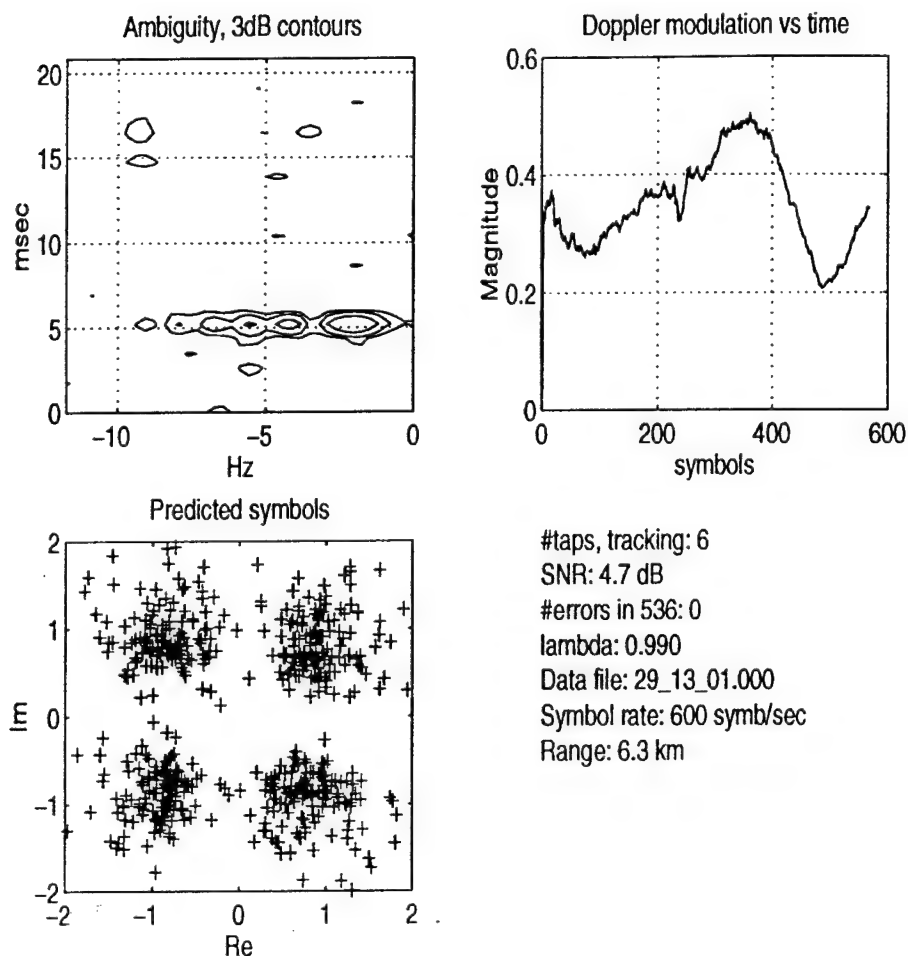 Ambiguity, 3dB contours
20
15
10
5
0
msec
−10
−5
0
Hz
Doppler modulation vs time
0.6
0.4
0.2
0
Magnitude
0
200
400
600
symbols
Predicted symbols
2
1
0
−1
−2
Im
−2
−1
0
1
2
Re
#taps, tracking: 6
SNR: 4.7 dB
#errors in 536: 0
lambda: 0.990
Data file: 29_13_01.000
Symbol rate: 600 symb/sec
Range: 6.3 km